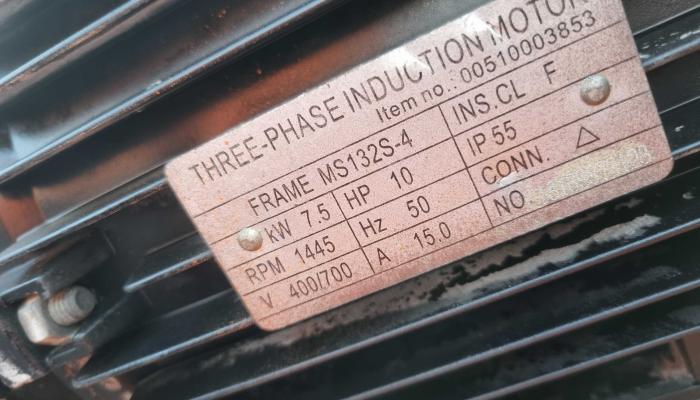 THREE-PHASE INDUCTION MOTOR
Item no.: 00510003853
FRAME MS132S-4 INS.CL F
kW 7.5 HP 10 IP 55
RPM 1445 Hz 50 CONN. △
V 400/700 A 15.0 NO